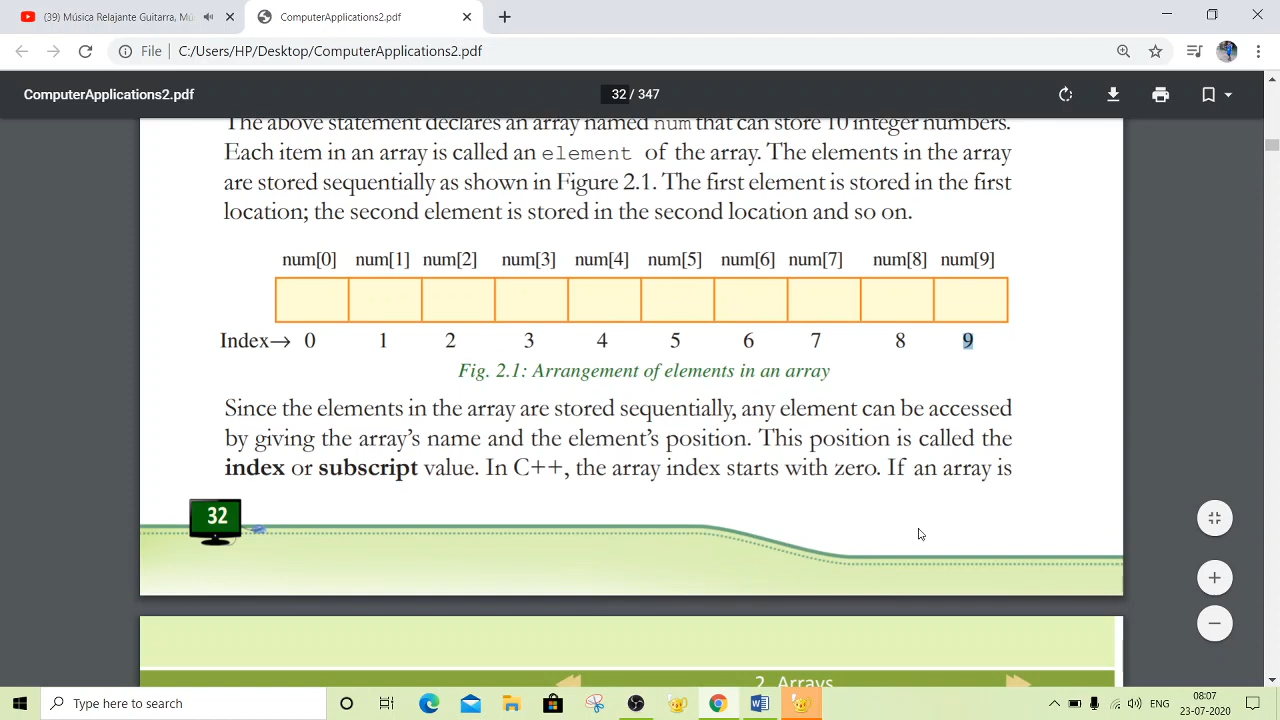 (39) Música Relajante Guitarra, Mú
ComputerApplications2.pdf
File
C:/Users/HP/Desktop/ComputerApplications2.pdf
ComputerApplications2.pdf
32 / 347
The above statement declares an array named num that can store 10 integer numbers.
Each item in an array is called an element of the array. The elements in the array
are stored sequentially as shown in Figure 2.1. The first element is stored in the first
location; the second element is stored in the second location and so on.
num[0] num[1] num[2] num[3] num[4] num[5] num[6] num[7] num[8] num[9]
Index→ 0 1 2 3 4 5 6 7 8 9
Fig. 2.1: Arrangement of elements in an array
Since the elements in the array are stored sequentially, any element can be accessed
by giving the array's name and the element's position. This position is called the
index or subscript value. In C++, the array index starts with zero. If an array is
32
2. Arrays
Type here to search
ENG
08:07
23-07-2020